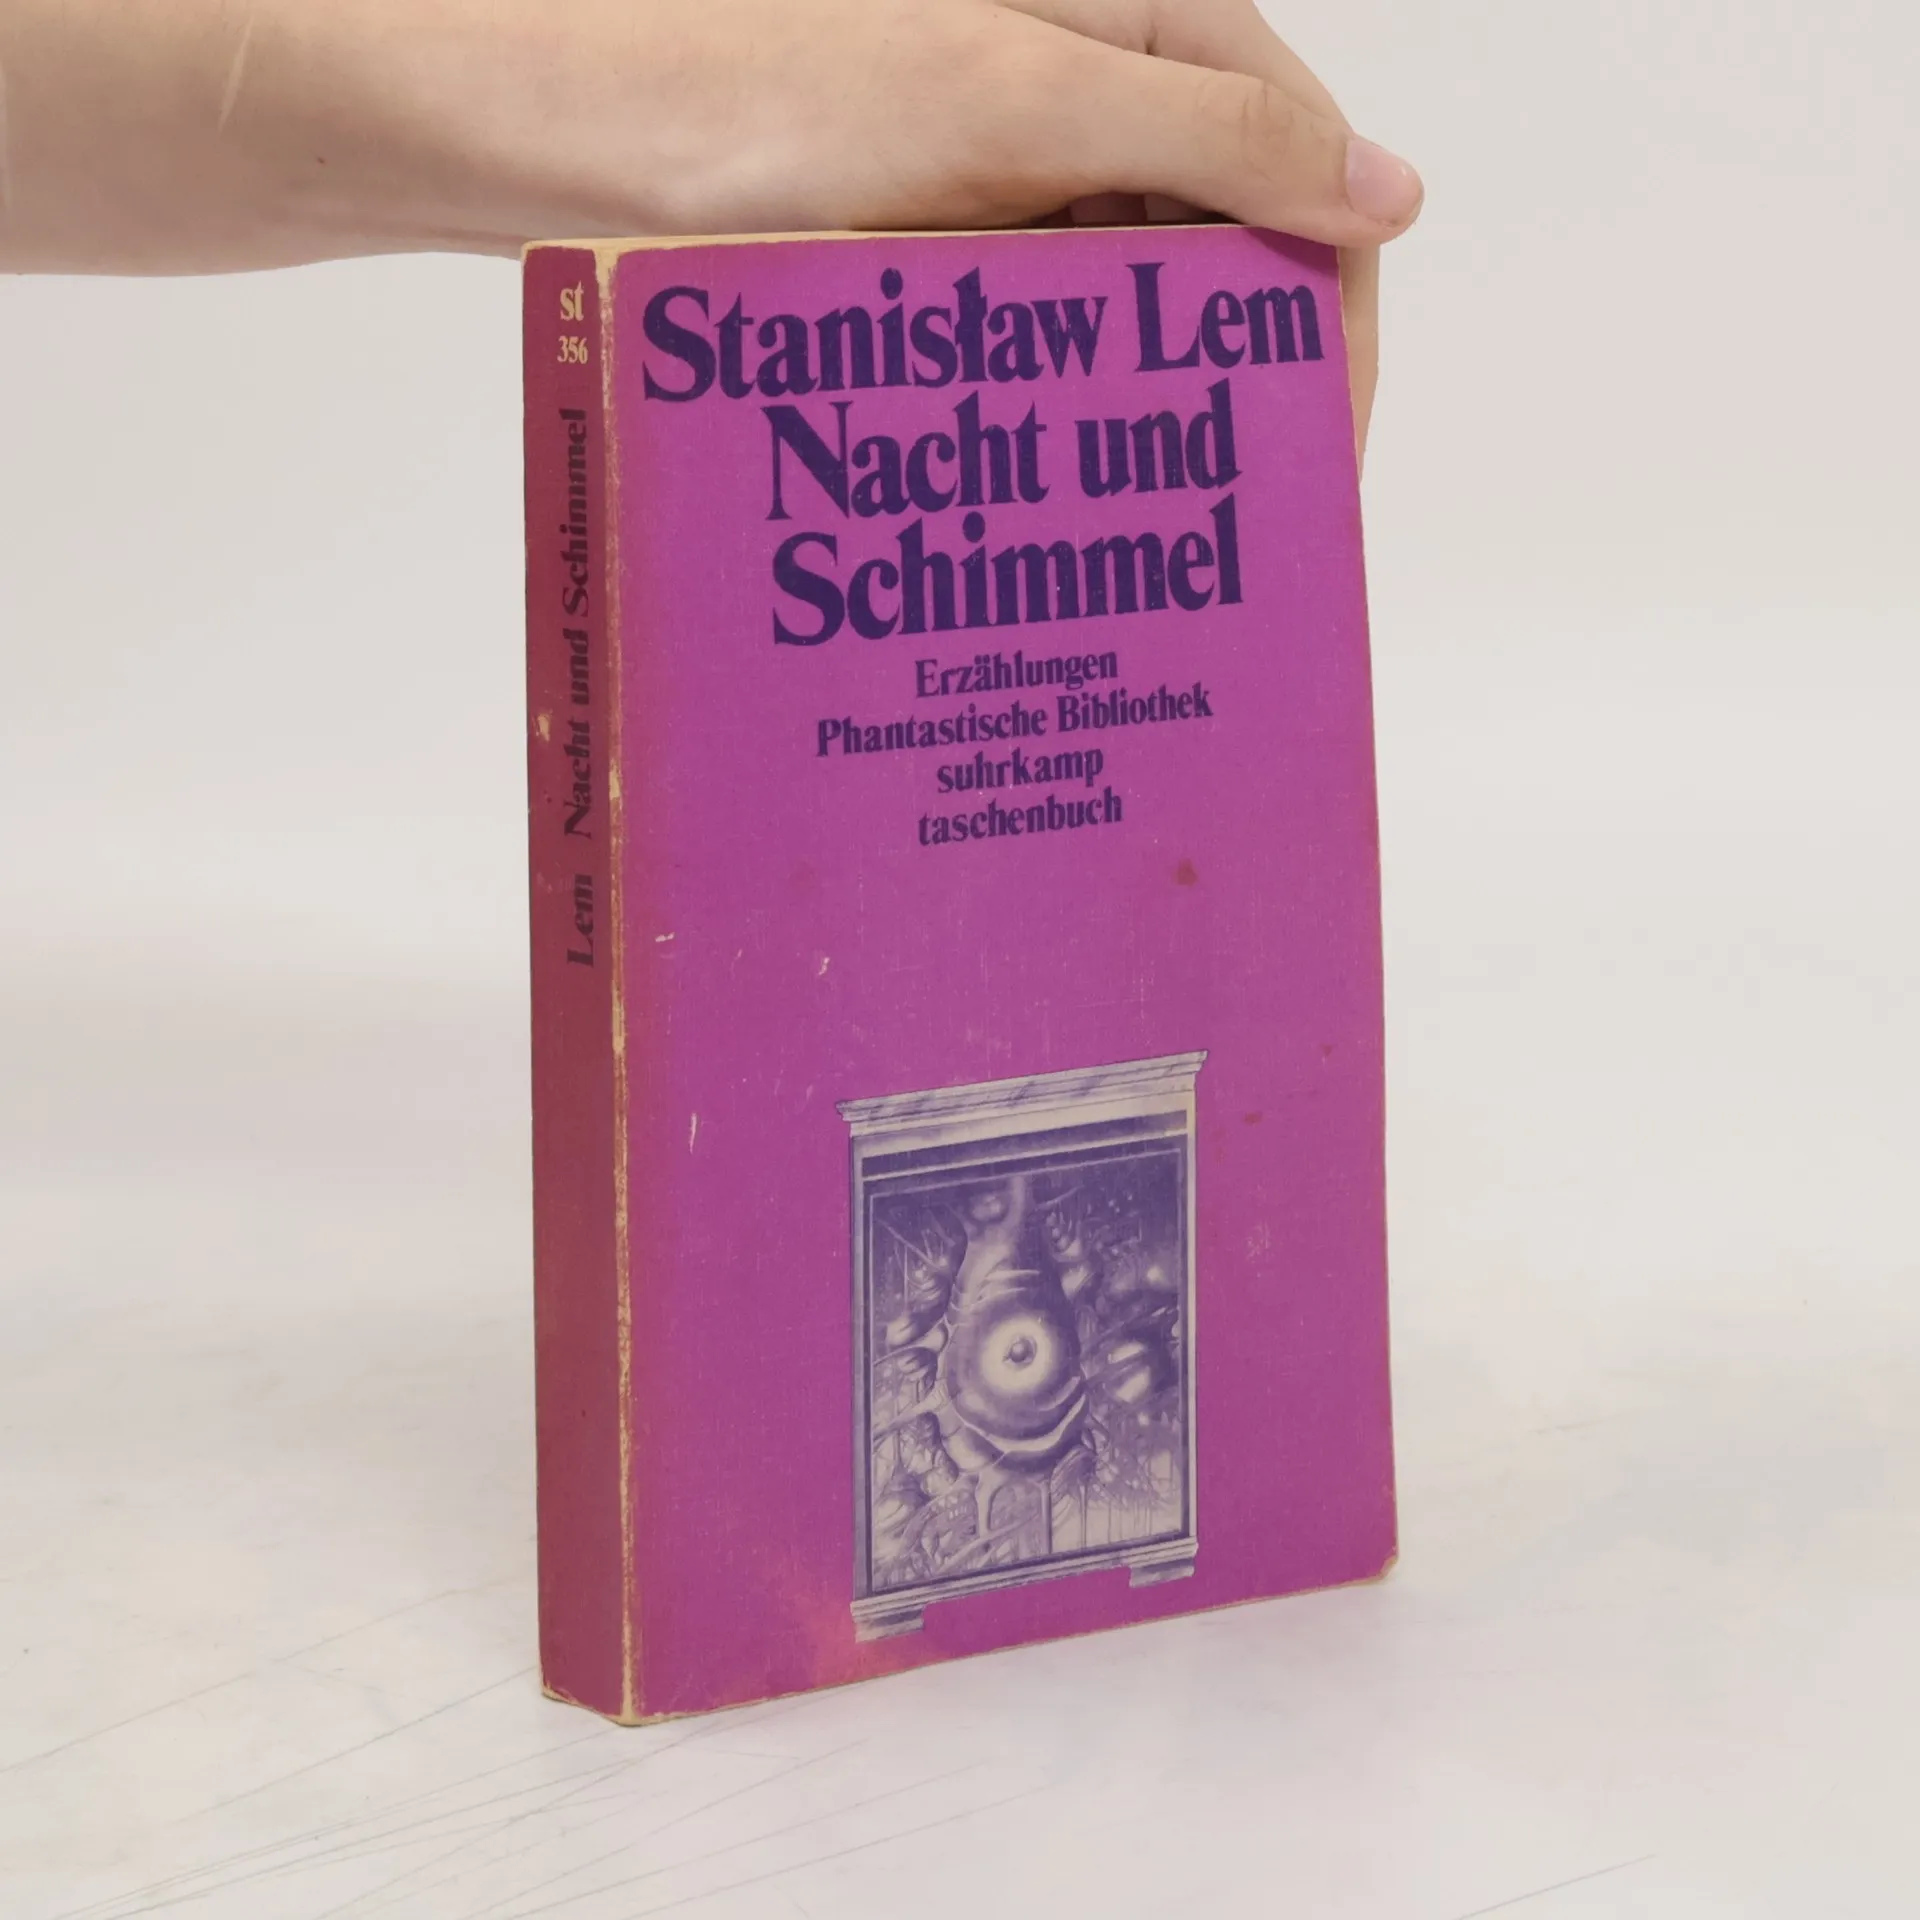 st
356
Lem Nacht und Schimmel
Stanisław Lem
Nacht und
Schimmel
Erzählungen
Phantastische Bibliothek
suhrkamp
taschenbuch